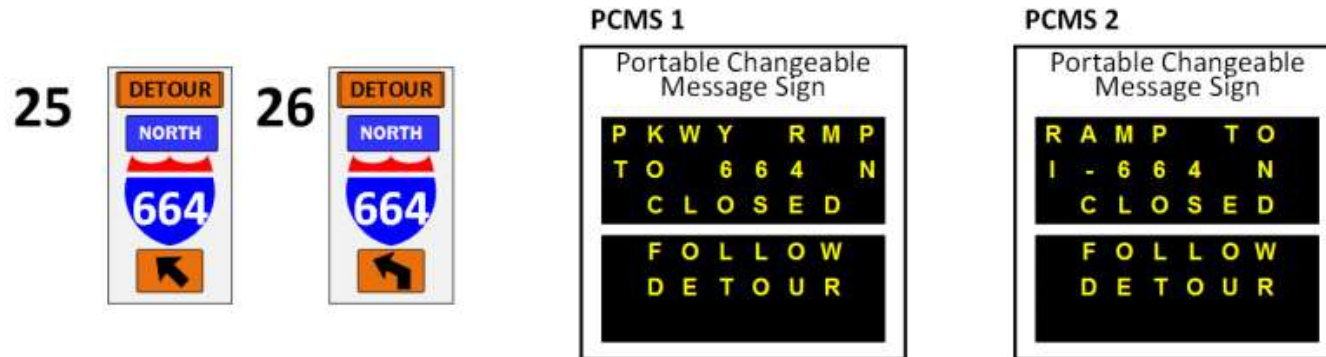 25
DETOUR
NORTH
664
26
DETOUR
NORTH
664
PCMS 1
Portable Changeable
Message Sign
PKWY RMP
TO 664 N
CLOSED
FOLLOW
DETOUR
PCMS 2
Portable Changeable
Message Sign
RAMP TO
I-664 N
CLOSED
FOLLOW
DETOUR